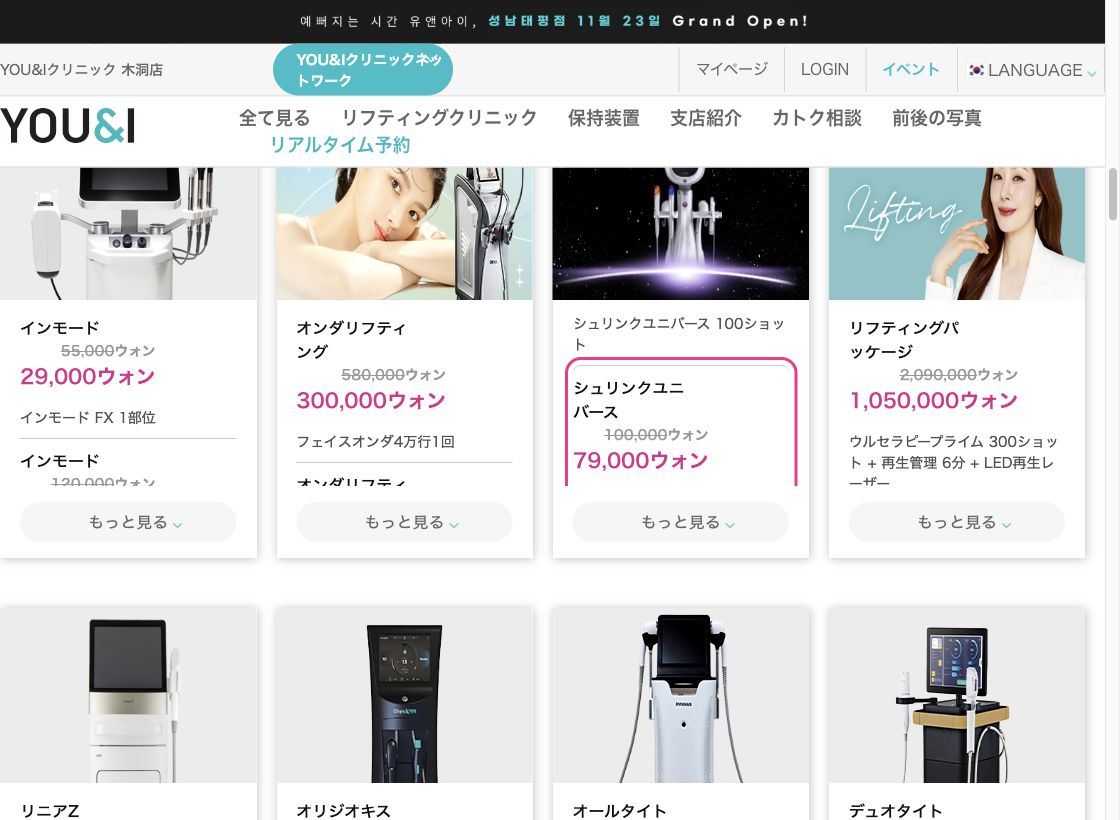 예뻐지는 시간 유앤아이, 성남태평점 11월 23일 Grand Open!
YOU&Iクリニック 木洞店
YOU&Iクリニックネッ
トワーク
マイページ
LOGIN
イベント
LANGUAGE
YOU&I
全て見る
リフティングクリニック
保持装置
支店紹介
カトク相談
前後の写真
リアルタイム予約
Lifting
インモード
55,000ウォン
29,000ウォン
インモード FX 1部位
インモード
120,000ウォン
もっと見る
オンダリフティ
ング
580,000ウォン
300,000ウォン
フェイスオンダ4万行1回
オンダリフティ
もっと見る
シュリンクユニバース 100ショッ
ト
シュリンクユニ
バース
100,000ウォン
79,000ウォン
もっと見る
リフティングパ
ッケージ
2,090,000ウォン
1,050,000ウォン
ウルセラピープライム 300ショッ
ト + 再生管理 6分 + LED再生レ
ーザー
もっと見る
リニアZ
オリジオキス
オールタイト
デュオタイト